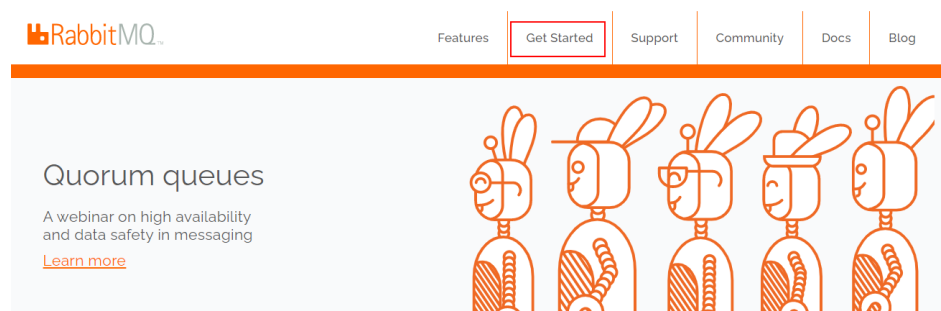 RabbitMQ
Features Get Started Support Community Docs Blog
Quorum queues
A webinar on high availability
and data safety in messaging
Learn more